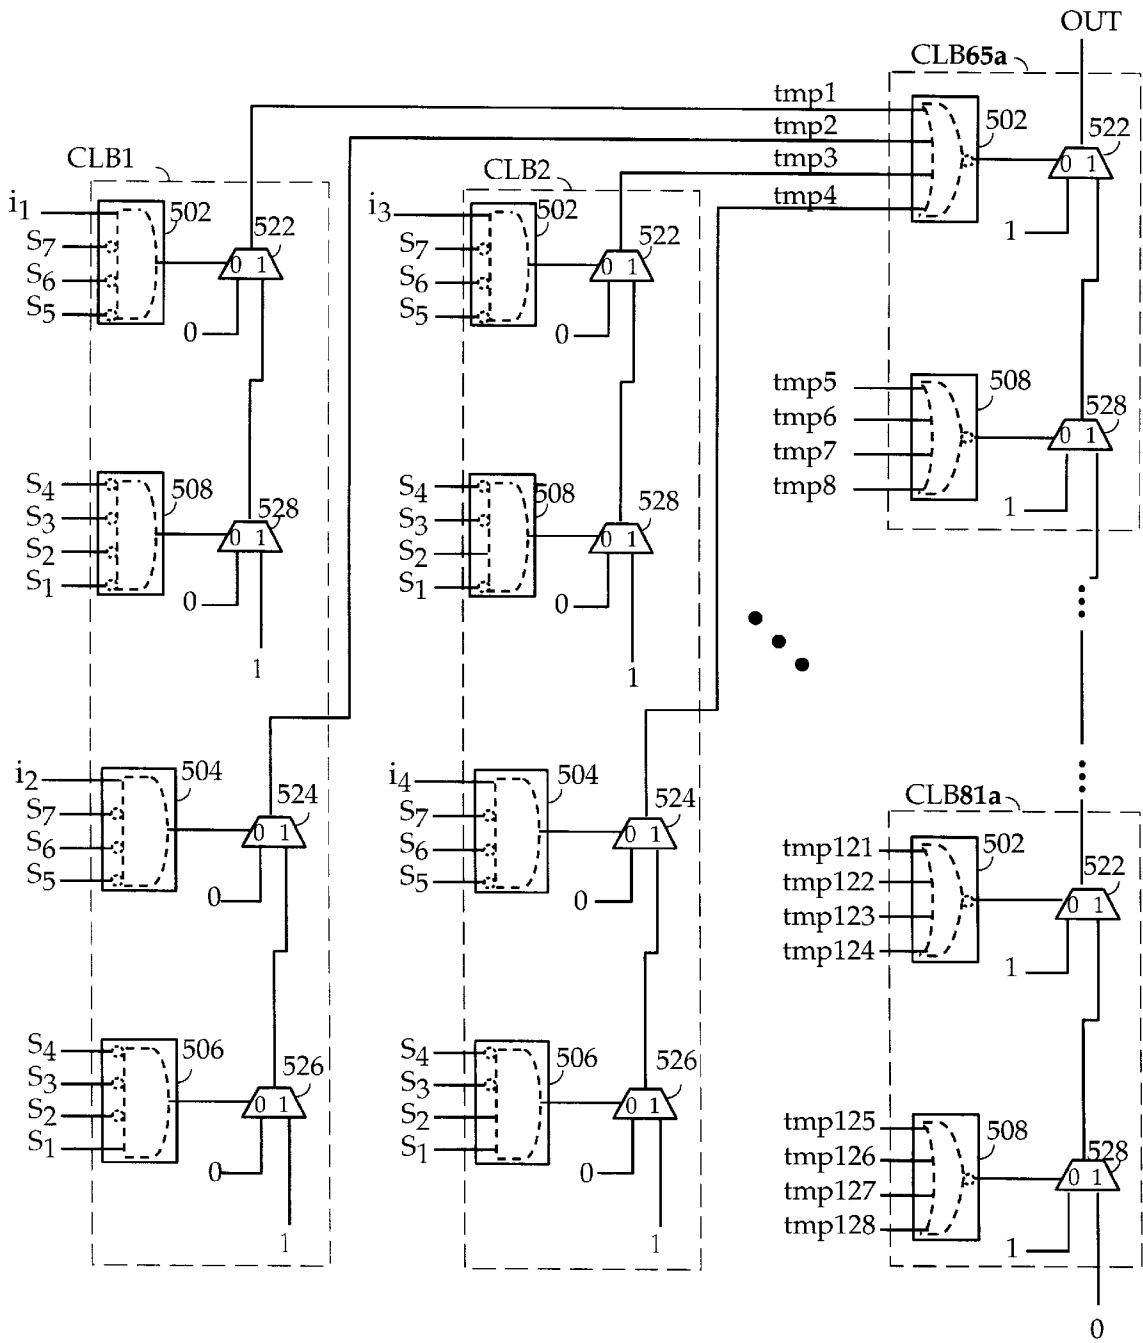 OUT
CLB65a
502
522
0 1
1
tmp1
tmp2
tmp3
tmp4
tmp5
tmp6
tmp7
tmp8
508
528
0 1
1
CLB1
i1
S7
S6
S5
502
522
0 1
0
S4
S3
S2
S1
508
528
0 1
0
1
i2
S7
S6
S5
504
524
0 1
0
S4
S3
S2
S1
506
526
0 1
0
1
CLB2
i3
S7
S6
S5
502
522
0 1
0
S4
S3
S2
S1
508
528
0 1
0
1
i4
S7
S6
S5
504
524
0 1
0
S4
S3
S2
S1
506
526
0 1
0
1
CLB81a
tmp121
tmp122
tmp123
tmp124
502
522
0 1
1
tmp125
tmp126
tmp127
tmp128
508
528
0 1
1
0